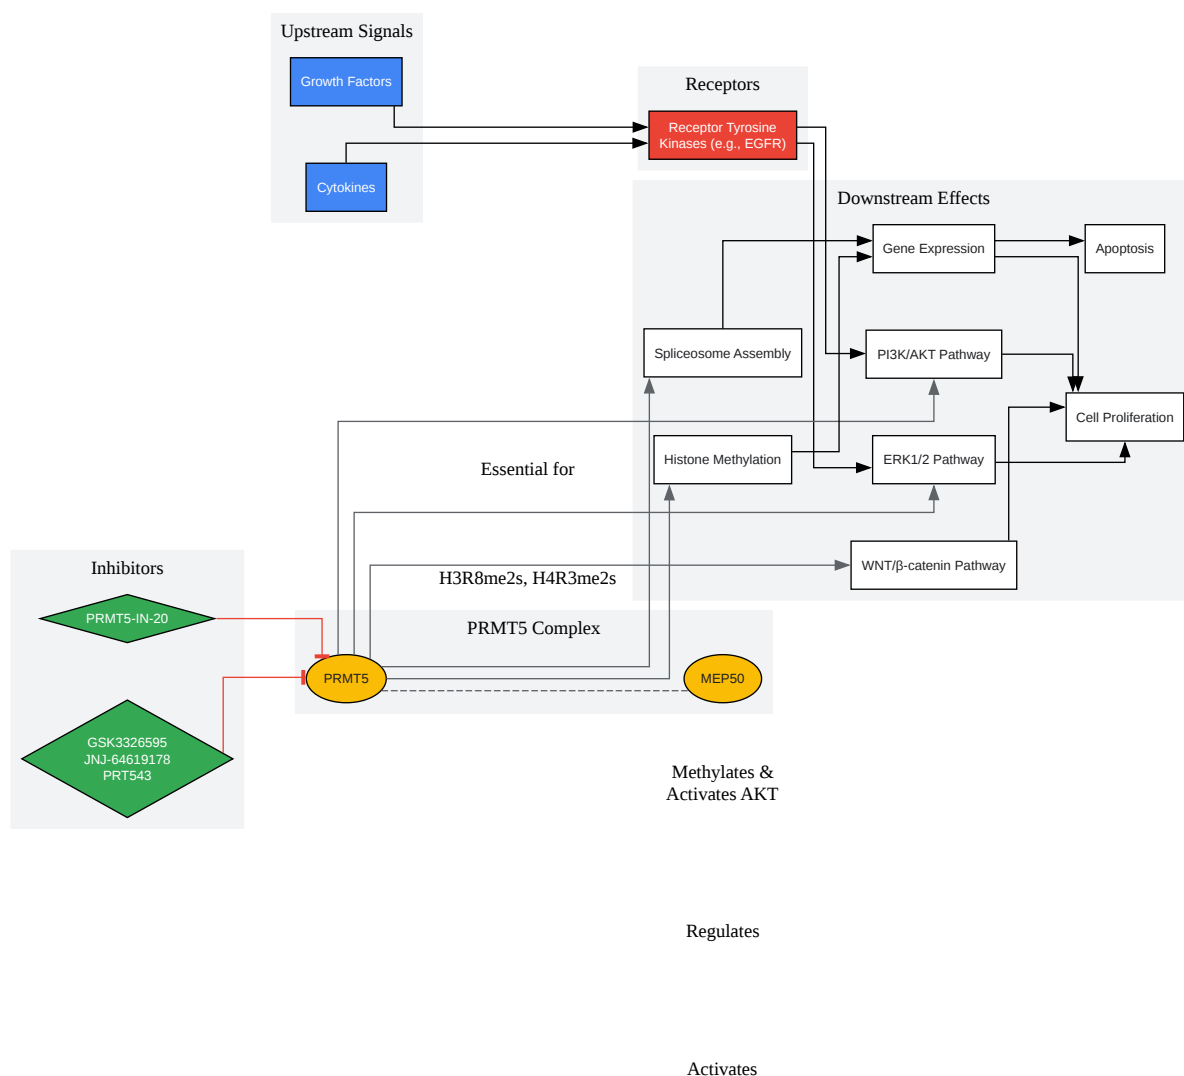 Upstream Signals
Growth Factors
Cytokines
Receptors
Receptor Tyrosine
Kinases (e.g., EGFR)
Downstream Effects
Gene Expression
Apoptosis
Spliceosome Assembly
PI3K/AKT Pathway
Cell Proliferation
Histone Methylation
ERK1/2 Pathway
Essential for
WNT/β-catenin Pathway
H3R8me2s, H4R3me2s
Inhibitors
PRMT5-IN-20
GSK3326595
JNJ-64619178
PRT543
PRMT5 Complex
PRMT5
MEP50
Methylates &
Activates AKT
Regulates
Activates